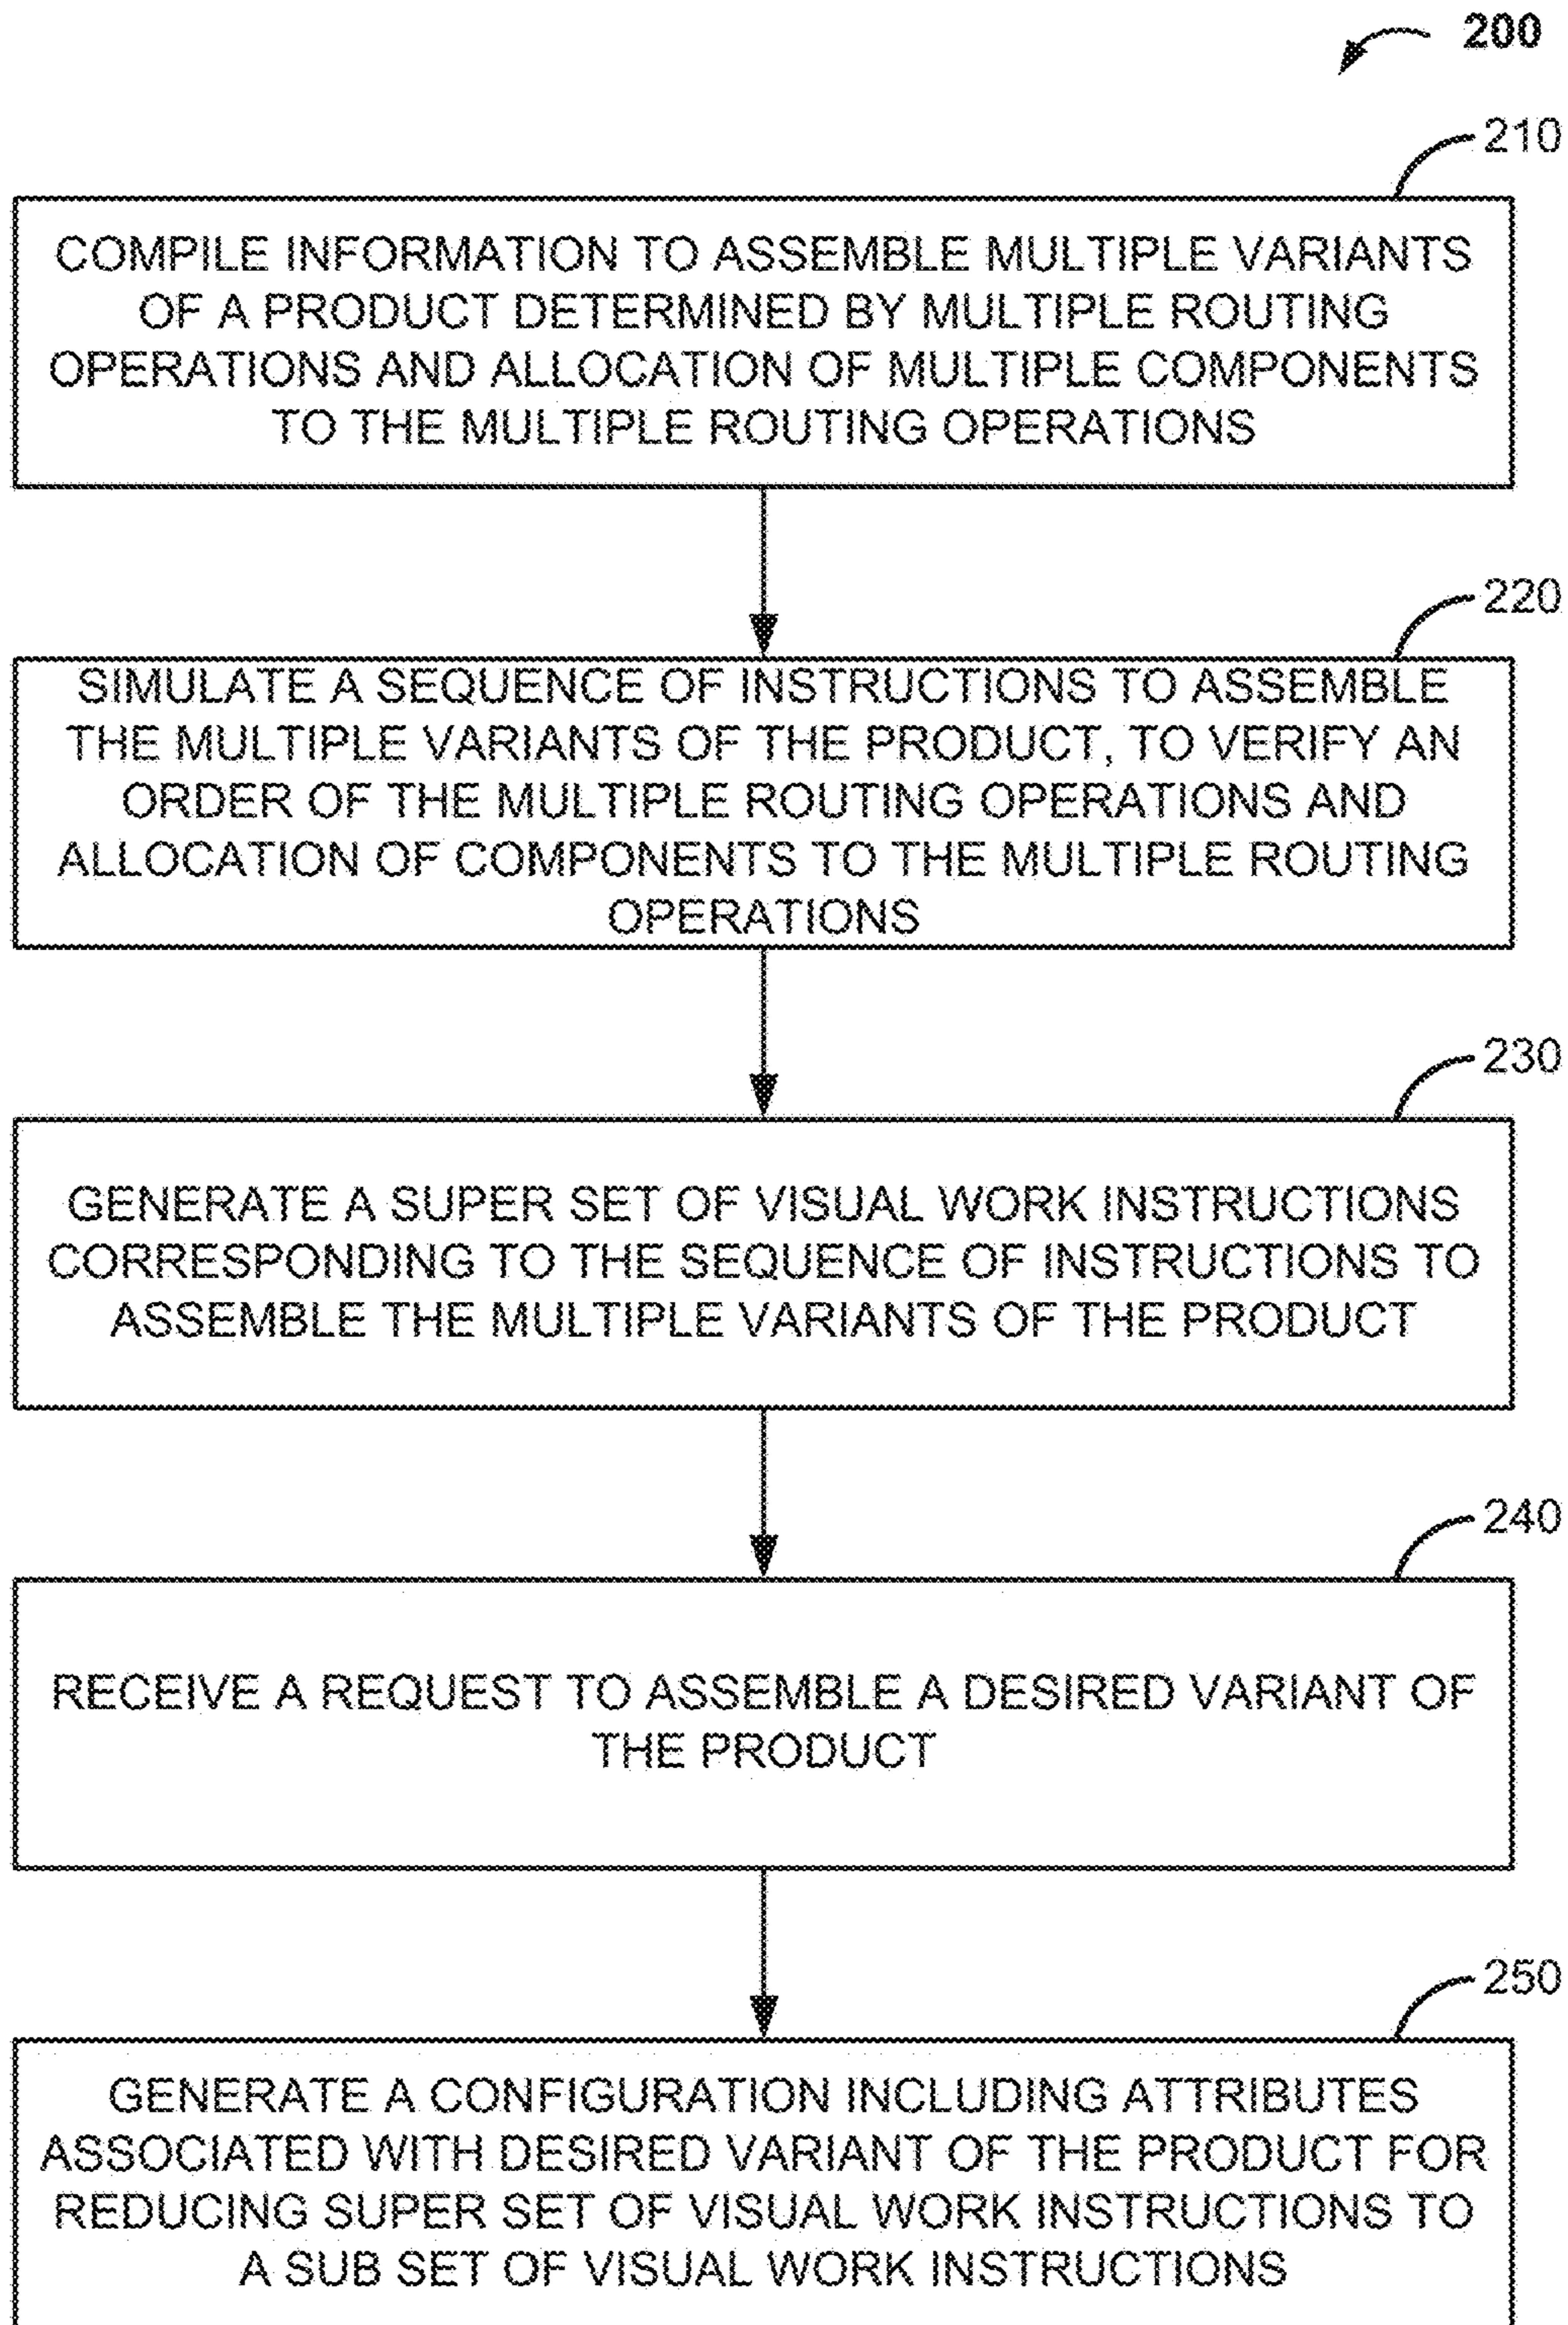 200
210
COMPILE INFORMATION TO ASSEMBLE MULTIPLE VARIANTS
OF A PRODUCT DETERMINED BY MULTIPLE ROUTING
OPERATIONS AND ALLOCATION OF MULTIPLE COMPONENTS
TO THE MULTIPLE ROUTING OPERATIONS
220
SIMULATE A SEQUENCE OF INSTRUCTIONS TO ASSEMBLE
THE MULTIPLE VARIANTS OF THE PRODUCT, TO VERIFY AN
ORDER OF THE MULTIPLE ROUTING OPERATIONS AND
ALLOCATION OF COMPONENTS TO THE MULTIPLE ROUTING
OPERATIONS
230
GENERATE A SUPER SET OF VISUAL WORK INSTRUCTIONS
CORRESPONDING TO THE SEQUENCE OF INSTRUCTIONS TO
ASSEMBLE THE MULTIPLE VARIANTS OF THE PRODUCT
240
RECEIVE A REQUEST TO ASSEMBLE A DESIRED VARIANT OF
THE PRODUCT
250
GENERATE A CONFIGURATION INCLUDING ATTRIBUTES
ASSOCIATED WITH DESIRED VARIANT OF THE PRODUCT FOR
REDUCING SUPER SET OF VISUAL WORK INSTRUCTIONS TO
A SUB SET OF VISUAL WORK INSTRUCTIONS